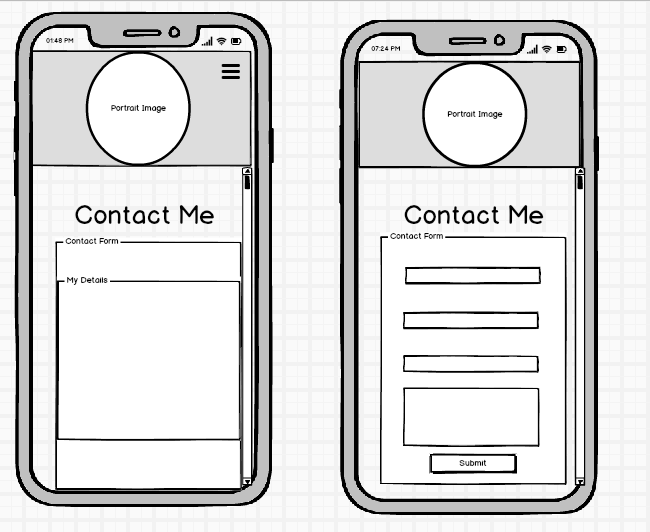 01:48 PM
Portrait Image
Contact Me
Contact Form
My Details
07:24 PM
Portrait Image
Contact Me
Contact Form
Submit